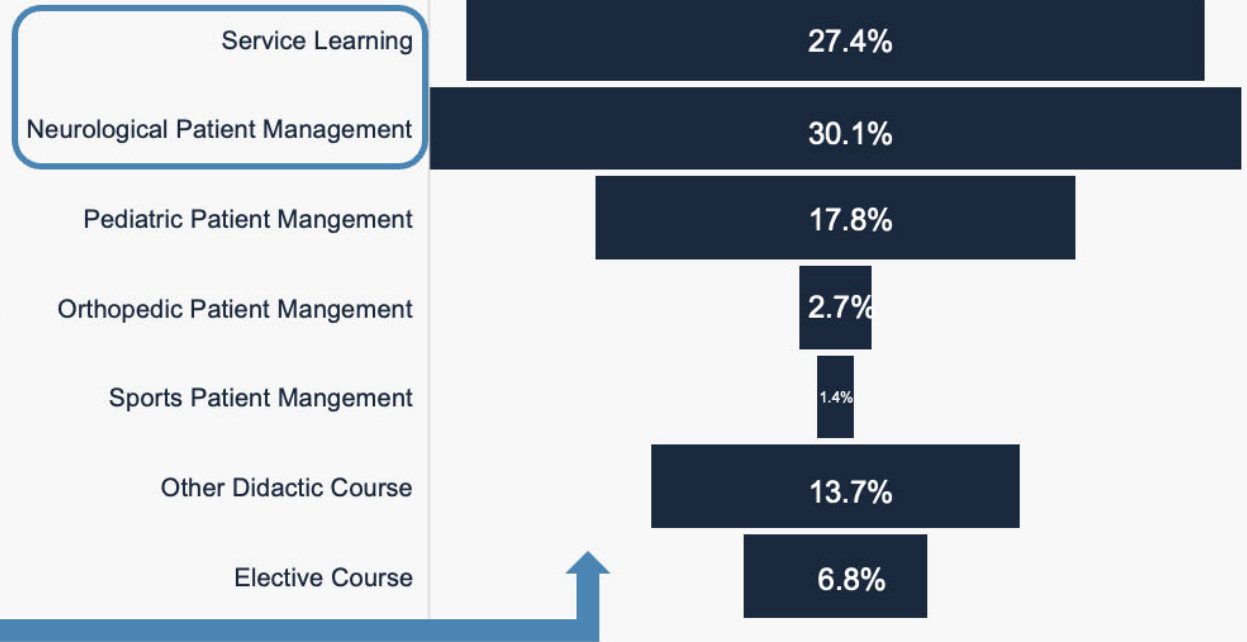 Service Learning 27.4%
Neurological Patient Management 30.1%
Pediatric Patient Mangement 17.8%
Orthopedic Patient Mangement 2.7%
Sports Patient Mangement 1.4%
Other Didactic Course 13.7%
Elective Course 6.8%